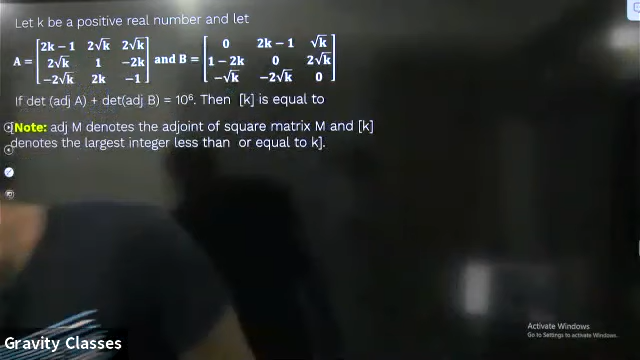 Let k be a positive real number and let
A = [2k − 1 2√k 2√k; 2√k 1 −2k; −2√k 2k −1] and B = [0 2k − 1 √k; 1 − 2k 0 2√k; −√k −2√k 0]
If det (adj A) + det(adj B) = 10⁶. Then [k] is equal to
[Note: adj M denotes the adjoint of square matrix M and [k]
denotes the largest integer less than or equal to k].
Activate Windows
Go to Settings to activate Windows.
Gravity Classes